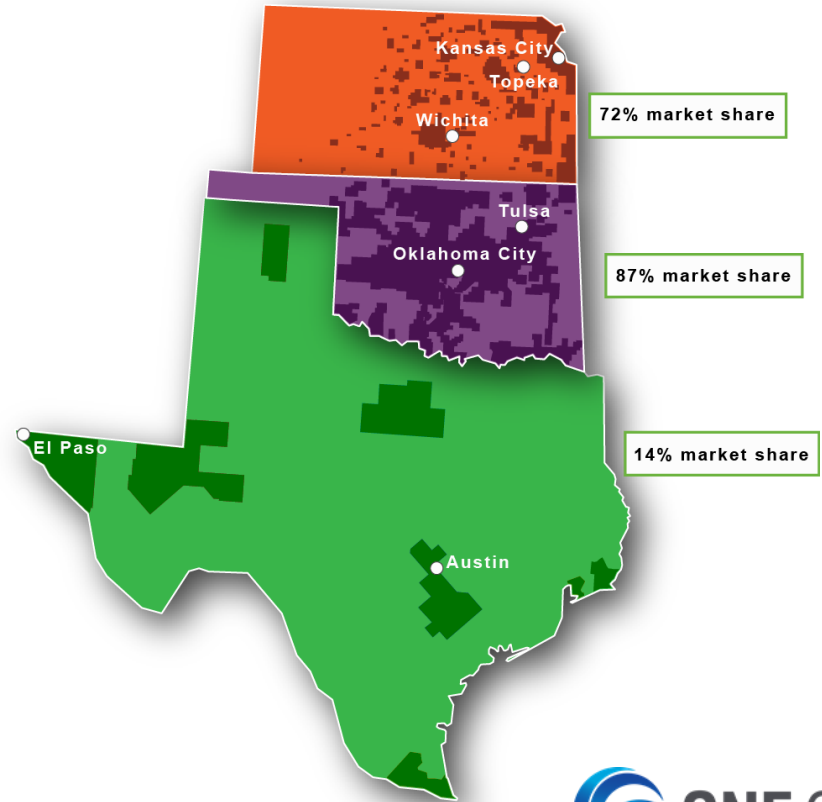 Kansas City
Topeka
72% market share
Wichita
Tulsa
Oklahoma City
87% market share
El Paso
14% market share
Austin